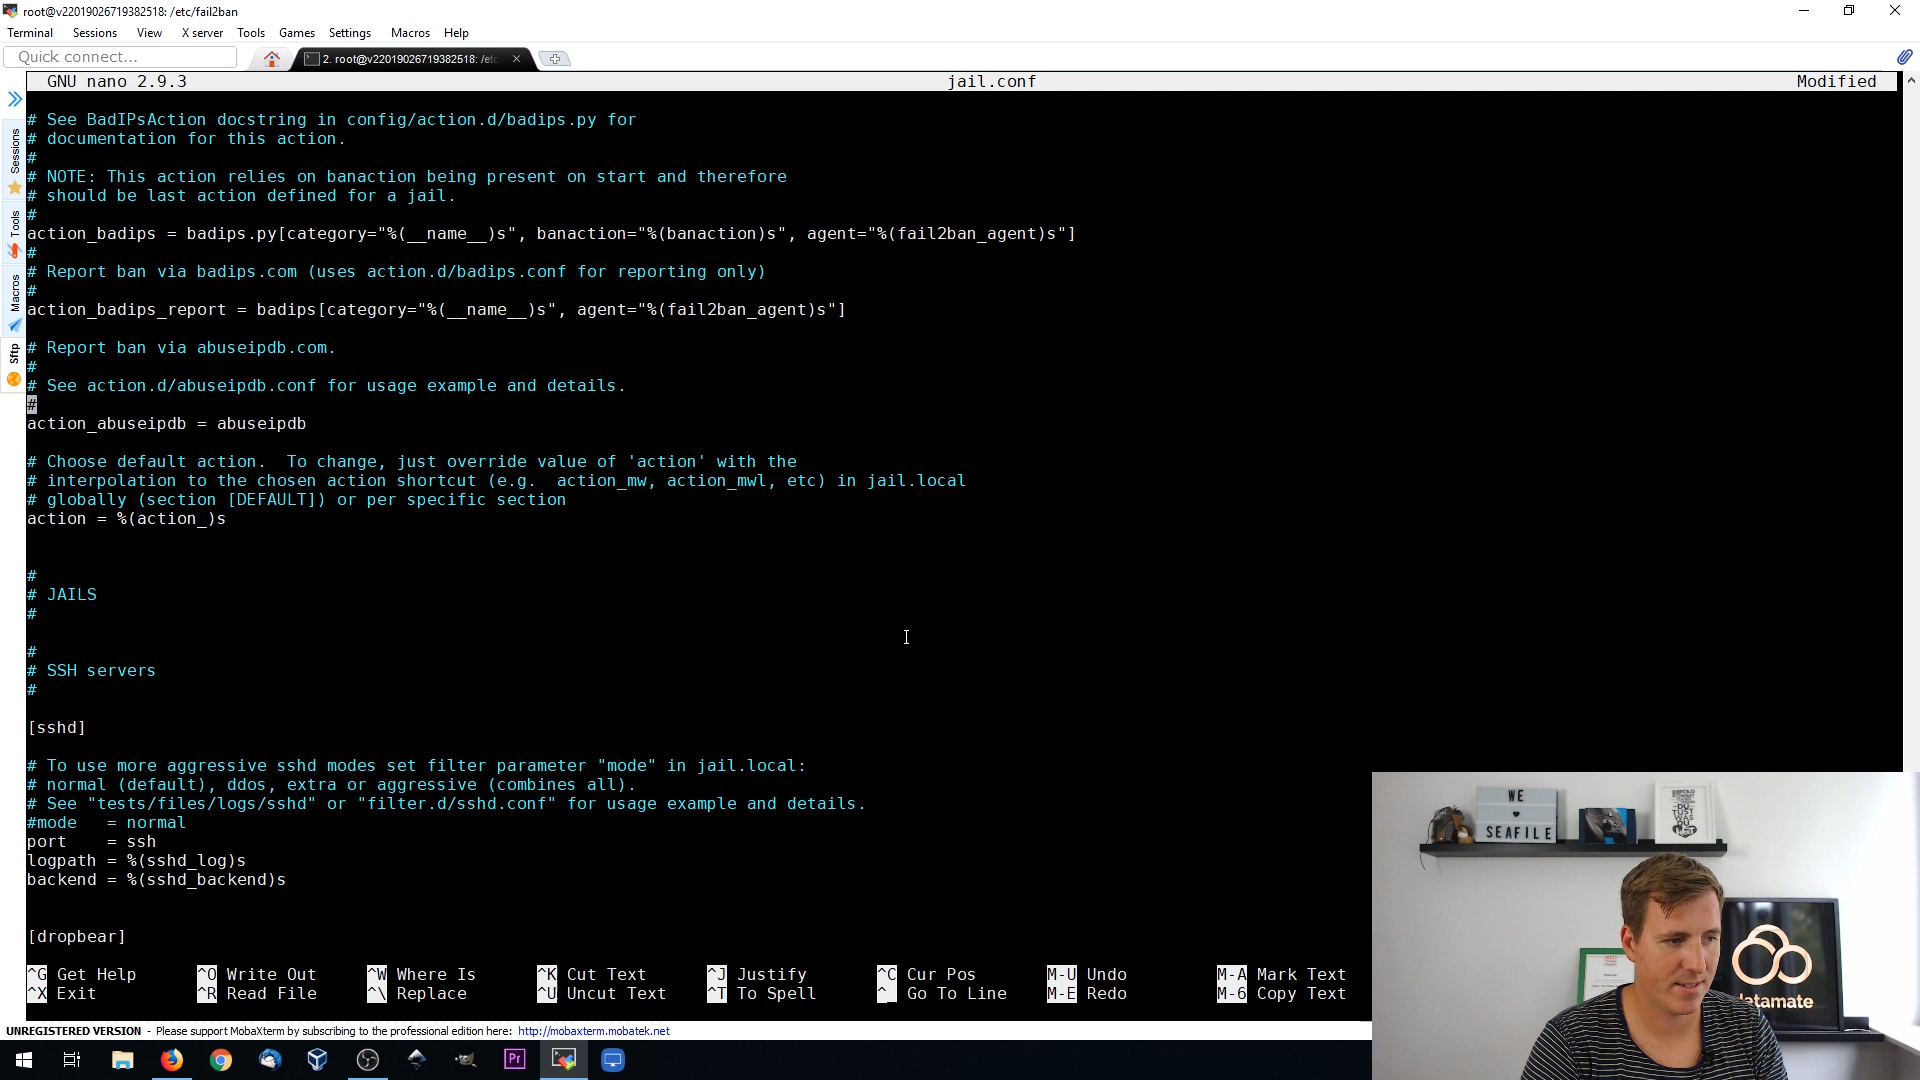 root@v22019026719382518: /etc/fail2ban
Terminal Sessions View X server Tools Games Settings Macros Help
Quick connect...
2. root@v22019026719382518: /etc
GNU nano 2.9.3 jail.conf Modified
Sessions
Tools
Macros
Sftp
# See BadIPsAction docstring in config/action.d/badips.py for
# documentation for this action.
#
# NOTE: This action relies on banaction being present on start and therefore
# should be last action defined for a jail.
#
action_badips = badips.py[category="%(__name__)s", banaction="%(banaction)s", agent="%(fail2ban_agent)s"]
#
# Report ban via badips.com (uses action.d/badips.conf for reporting only)
#
action_badips_report = badips[category="%(__name__)s", agent="%(fail2ban_agent)s"]
# Report ban via abuseipdb.com.
#
# See action.d/abuseipdb.conf for usage example and details.
#
action_abuseipdb = abuseipdb
# Choose default action.  To change, just override value of 'action' with the
# interpolation to the chosen action shortcut (e.g.  action_mw, action_mwl, etc) in jail.local
# globally (section [DEFAULT]) or per specific section
action = %(action_)s
#
# JAILS
#
#
# SSH servers
#
[sshd]
# To use more aggressive sshd modes set filter parameter "mode" in jail.local:
# normal (default), ddos, extra or aggressive (combines all).
# See "tests/files/logs/sshd" or "filter.d/sshd.conf" for usage example and details.
#mode   = normal
port    = ssh
logpath = %(sshd_log)s
backend = %(sshd_backend)s
[dropbear]
^G Get Help ^O Write Out ^W Where Is ^K Cut Text ^J Justify ^C Cur Pos M-U Undo M-A Mark Text
^X Exit ^R Read File ^\ Replace ^U Uncut Text ^T To Spell ^_ Go To Line M-E Redo M-6 Copy Text
UNREGISTERED VERSION - Please support MobaXterm by subscribing to the professional edition here: http://mobaxterm.mobatek.net
Pr
WE
♥
SEAFILE
ERFOLG
KOMMT
DU
TUST
WAS
DU
datamate